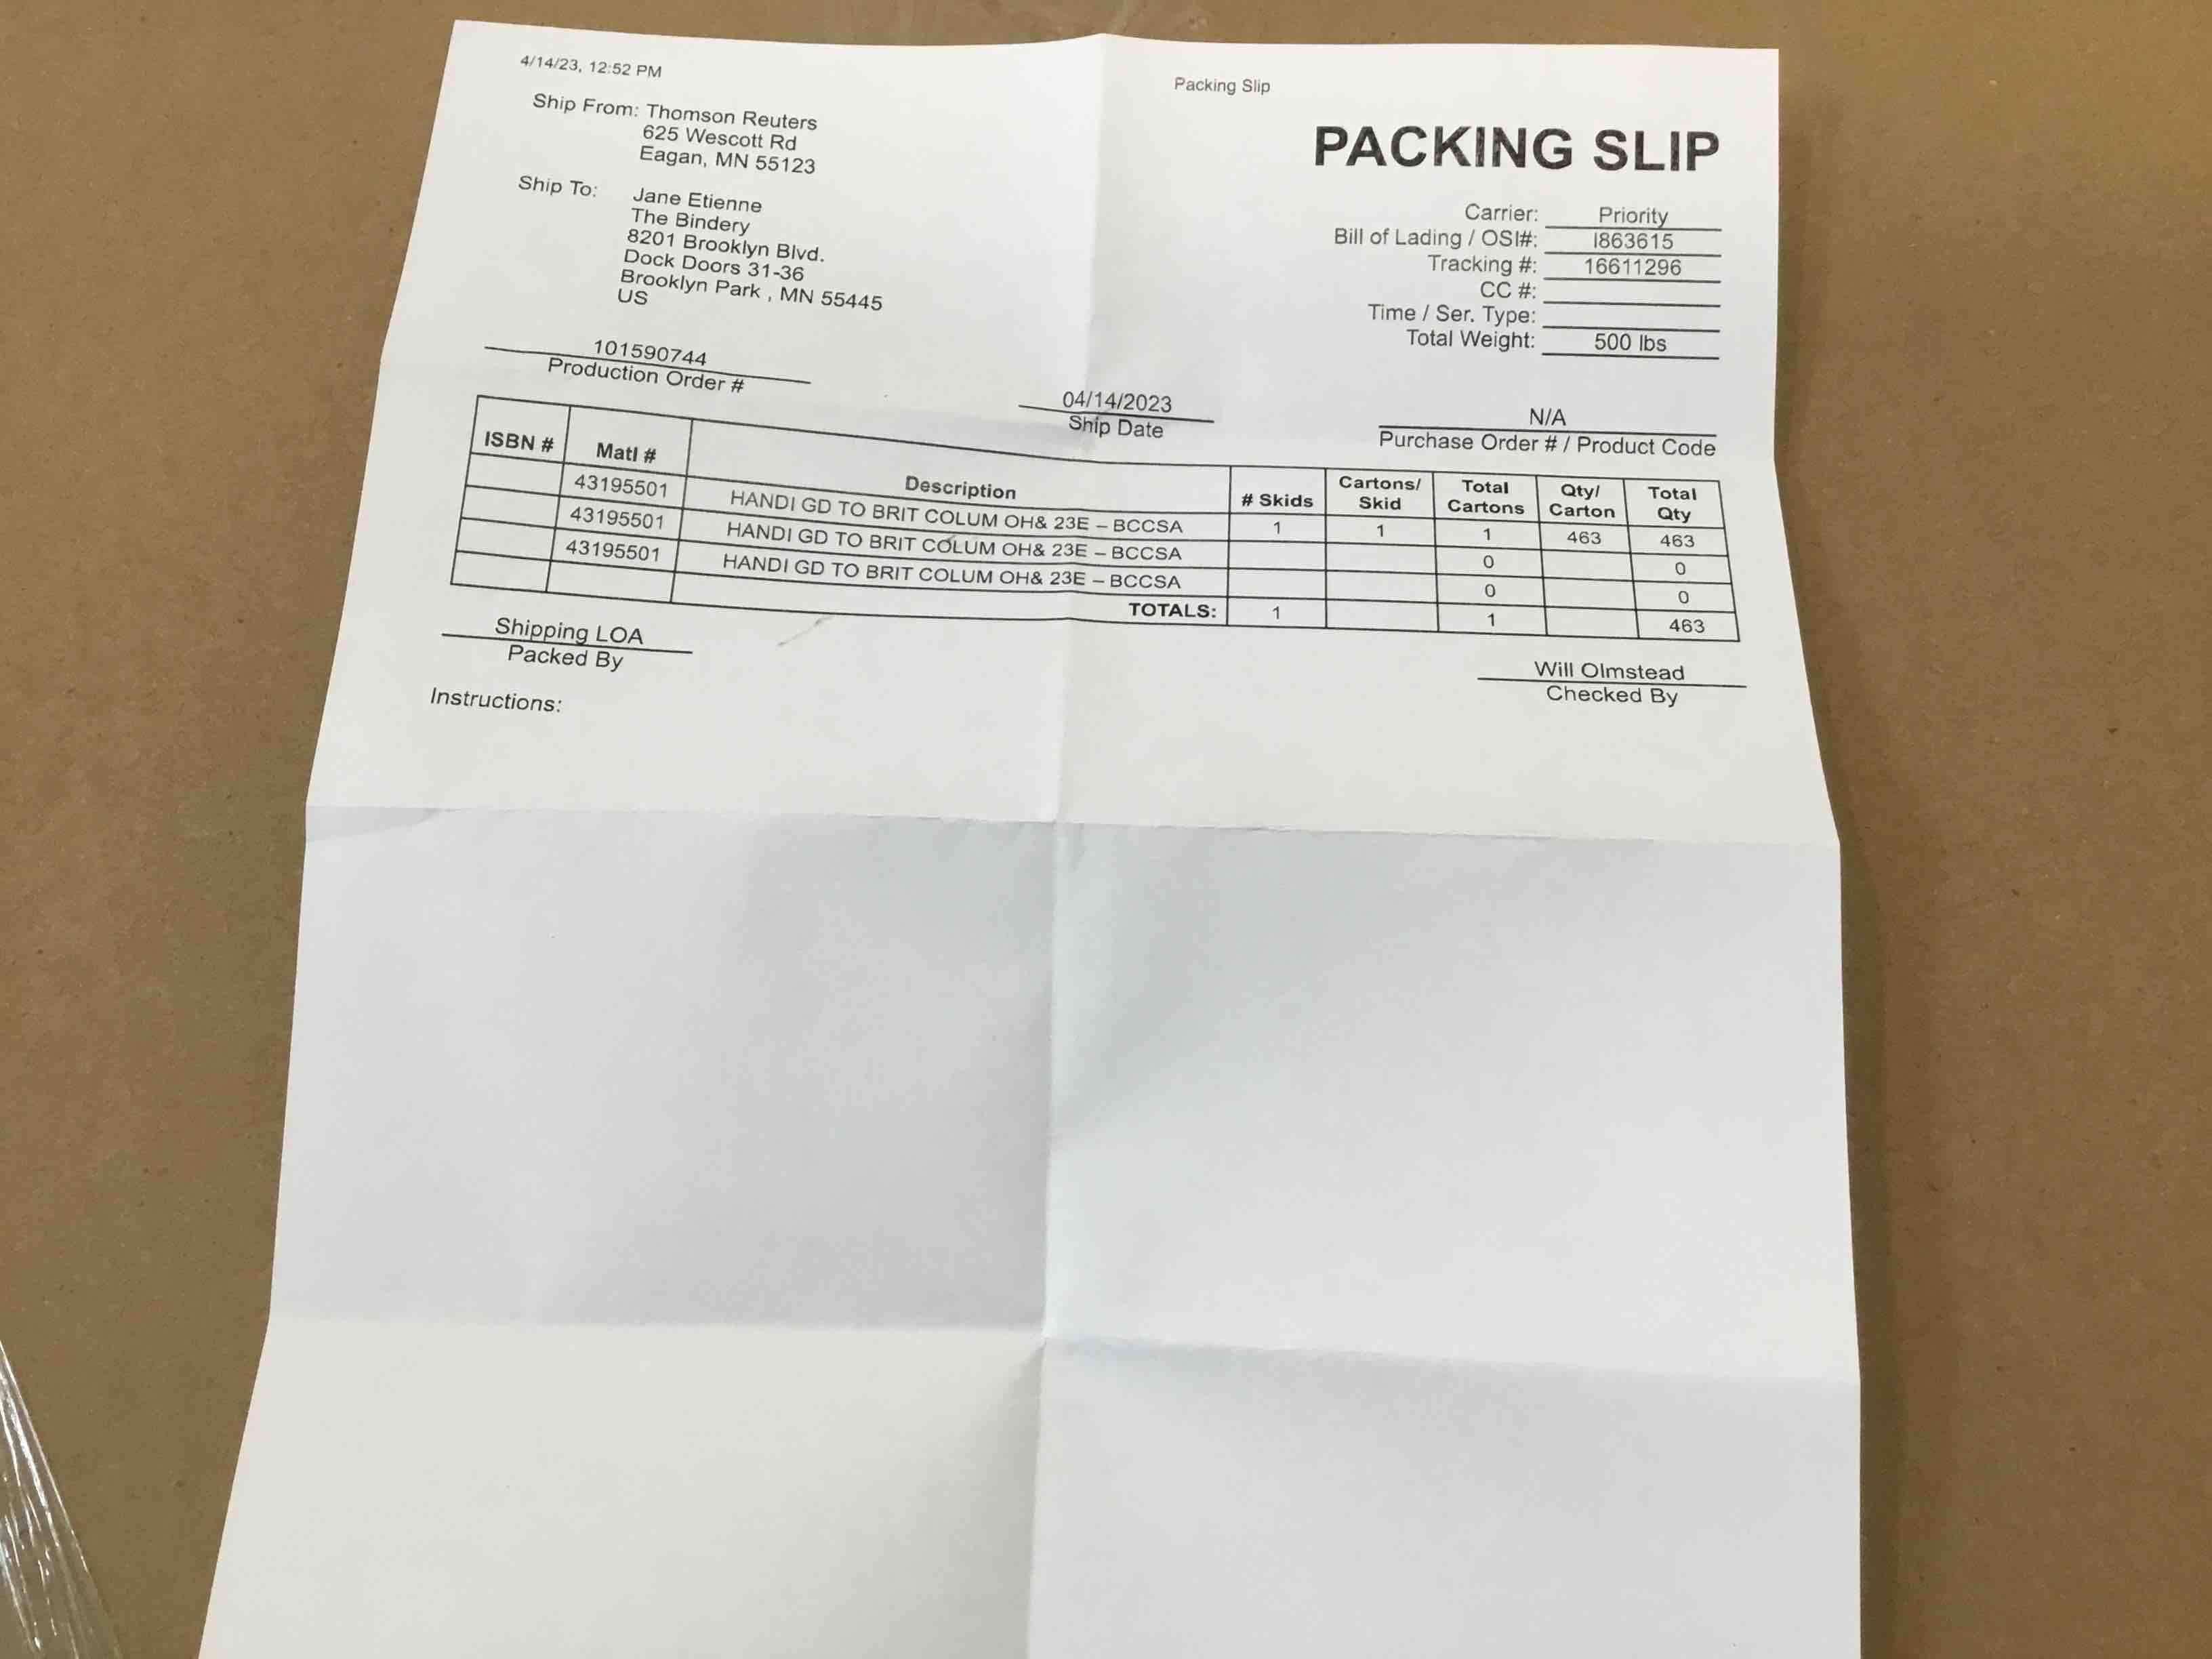 4/14/23, 12:52 PM
Packing Slip
PACKING SLIP
Ship From: Thomson Reuters
625 Wescott Rd
Eagan, MN 55123
Ship To: Jane Etienne
The Bindery
8201 Brooklyn Blvd.
Dock Doors 31-36
Brooklyn Park , MN 55445
US
Carrier: Priority
Bill of Lading / OSI#: I863615
Tracking #: 16611296
CC #:
Time / Ser. Type:
Total Weight: 500 lbs
101590744
Production Order #
04/14/2023
Ship Date
N/A
Purchase Order # / Product Code
ISBN # Matl # Description # Skids Cartons/ Skid Total Cartons Qty/ Carton Total Qty
43195501 HANDI GD TO BRIT COLUM OH& 23E – BCCSA 1 1 1 463 463
43195501 HANDI GD TO BRIT COLUM OH& 23E – BCCSA 0 0
43195501 HANDI GD TO BRIT COLUM OH& 23E – BCCSA 0 0
TOTALS: 1 1 463
Shipping LOA
Packed By
Will Olmstead
Checked By
Instructions: